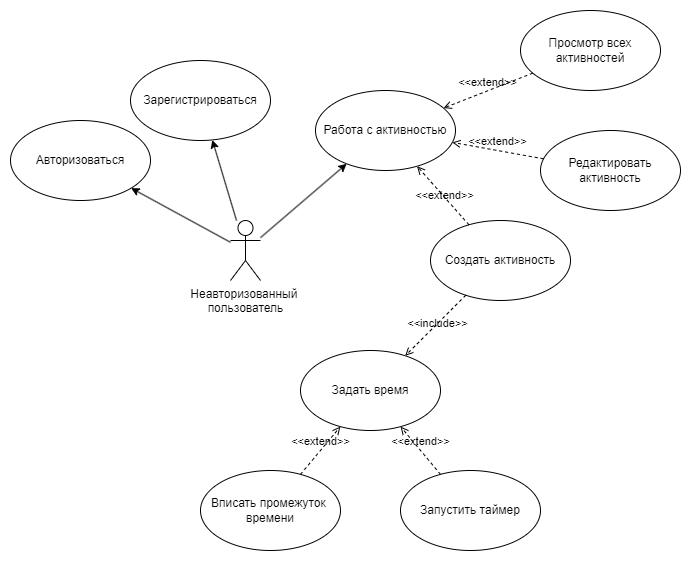 Просмотр всех
активностей
<<extend>>
Зарегистрироваться
Работа с активностью
<<extend>>
Авторизоваться
Редактировать
активность
<<extend>>
Создать активность
Неавторизованный
пользователь
<<include>>
Задать время
<<extend>>
<<extend>>
Вписать промежуток
времени
Запустить таймер